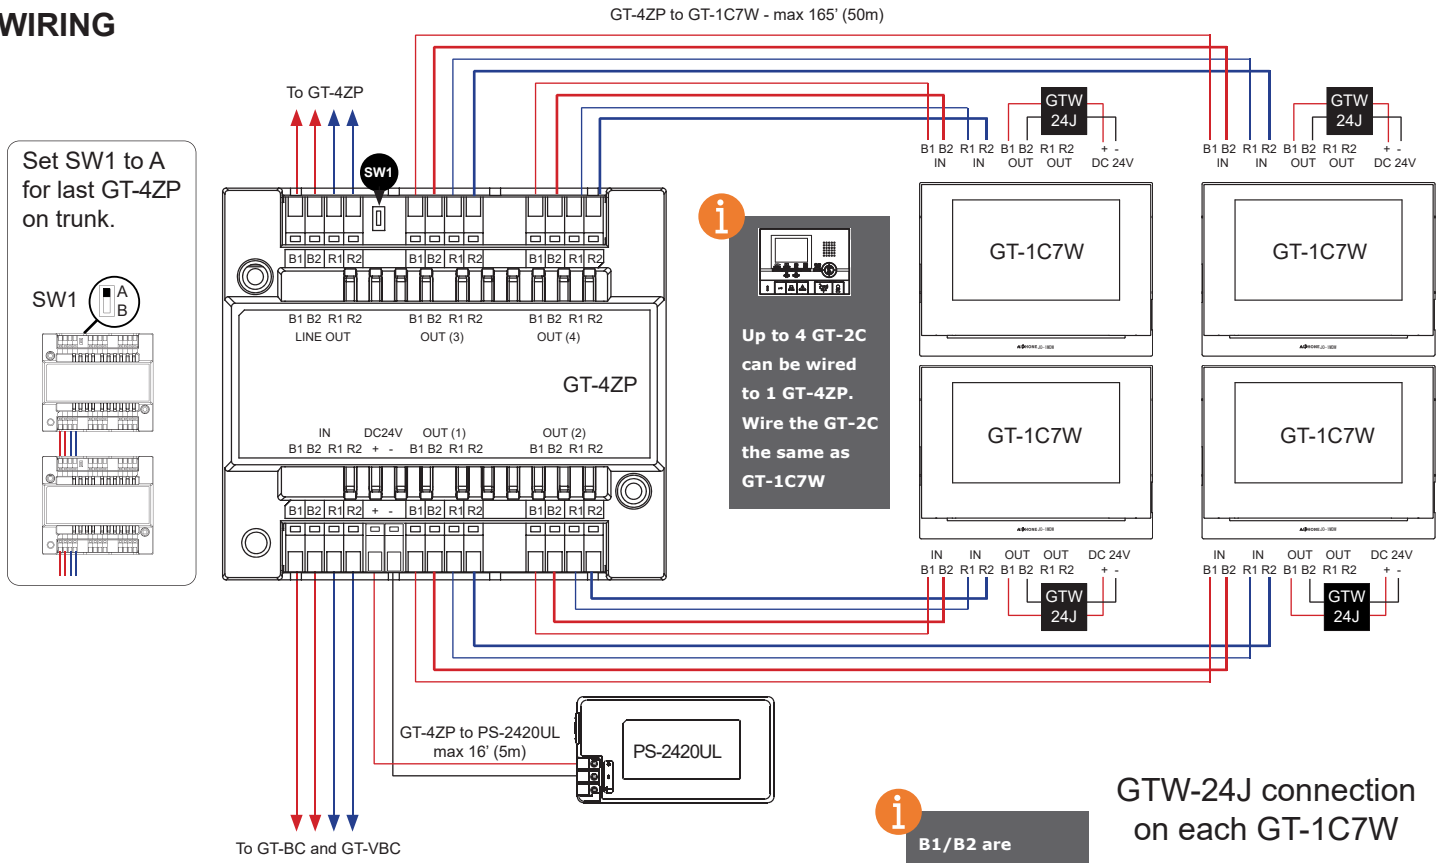 WIRING
GT-4ZP to GT-1C7W - max 165' (50m)
To GT-4ZP
Set SW1 to A
for last GT-4ZP
on trunk.
SW1
A
B
SW1
B1 B2 R1 R2 B1 B2 R1 R2 B1 B2 R1 R2
B1 B2 R1 R2 B1 B2 R1 R2 B1 B2 R1 R2
LINE OUT OUT (3) OUT (4)
GT-4ZP
IN DC24V OUT (1) OUT (2)
B1 B2 R1 R2 + - B1 B2 R1 R2 B1 B2 R1 R2
B1 B2 R1 R2 + - B1 B2 R1 R2 B1 B2 R1 R2
GT-4ZP to PS-2420UL
max 16' (5m)
PS-2420UL
To GT-BC and GT-VBC
i
Up to 4 GT-2C
can be wired
to 1 GT-4ZP.
Wire the GT-2C
the same as
GT-1C7W
GTW
24J
B1 B2 R1 R2 B1 B2 R1 R2 + -
IN IN OUT OUT DC 24V
GT-1C7W
GTW
24J
B1 B2 R1 R2 B1 B2 R1 R2 + -
IN IN OUT OUT DC 24V
GT-1C7W
GT-1C7W
IN IN OUT OUT DC 24V
B1 B2 R1 R2 B1 B2 R1 R2 + -
GTW
24J
GT-1C7W
IN IN OUT OUT DC 24V
B1 B2 R1 R2 B1 B2 R1 R2 + -
GTW
24J
i
B1/B2 are
GTW-24J connection
on each GT-1C7W